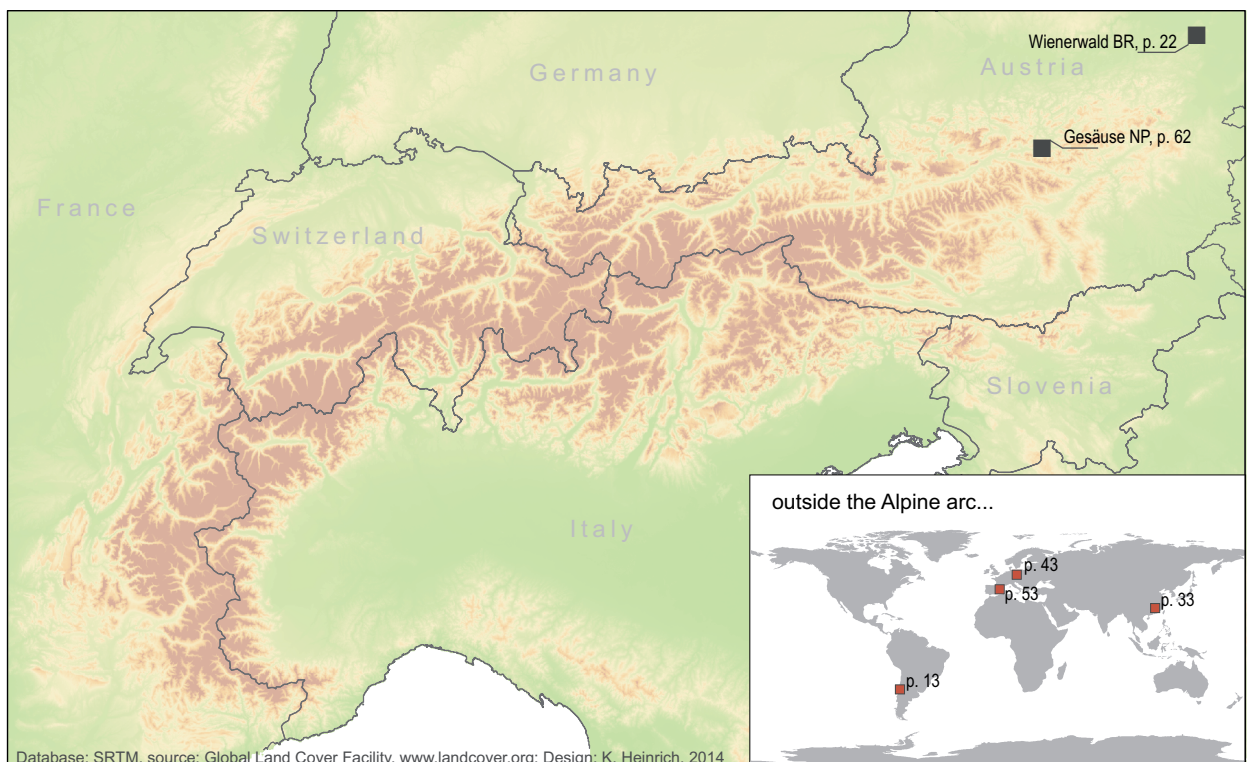 Wienerwald BR, p. 22
Germany
Austria
Gesäuse NP, p. 62
France
Switzerland
Slovenia
Italy
outside the Alpine arc...
p. 43
p. 53
p. 33
p. 13
Database: SRTM, source: Global Land Cover Facility, www.landcover.org; Design: K. Heinrich, 2014